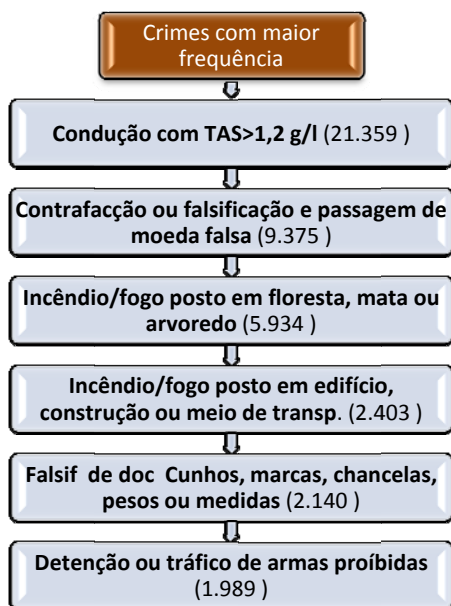 Crimes com maior
frequência
Condução com TAS>1,2 g/l (21.359 )
Contrafacção ou falsificação e passagem de
moeda falsa (9.375 )
Incêndio/fogo posto em floresta, mata ou
arvoredo (5.934 )
Incêndio/fogo posto em edifício,
construção ou meio de transp. (2.403 )
Falsif de doc Cunhos, marcas, chancelas,
pesos ou medidas (2.140 )
Detenção ou tráfico de armas proíbidas
(1.989 )